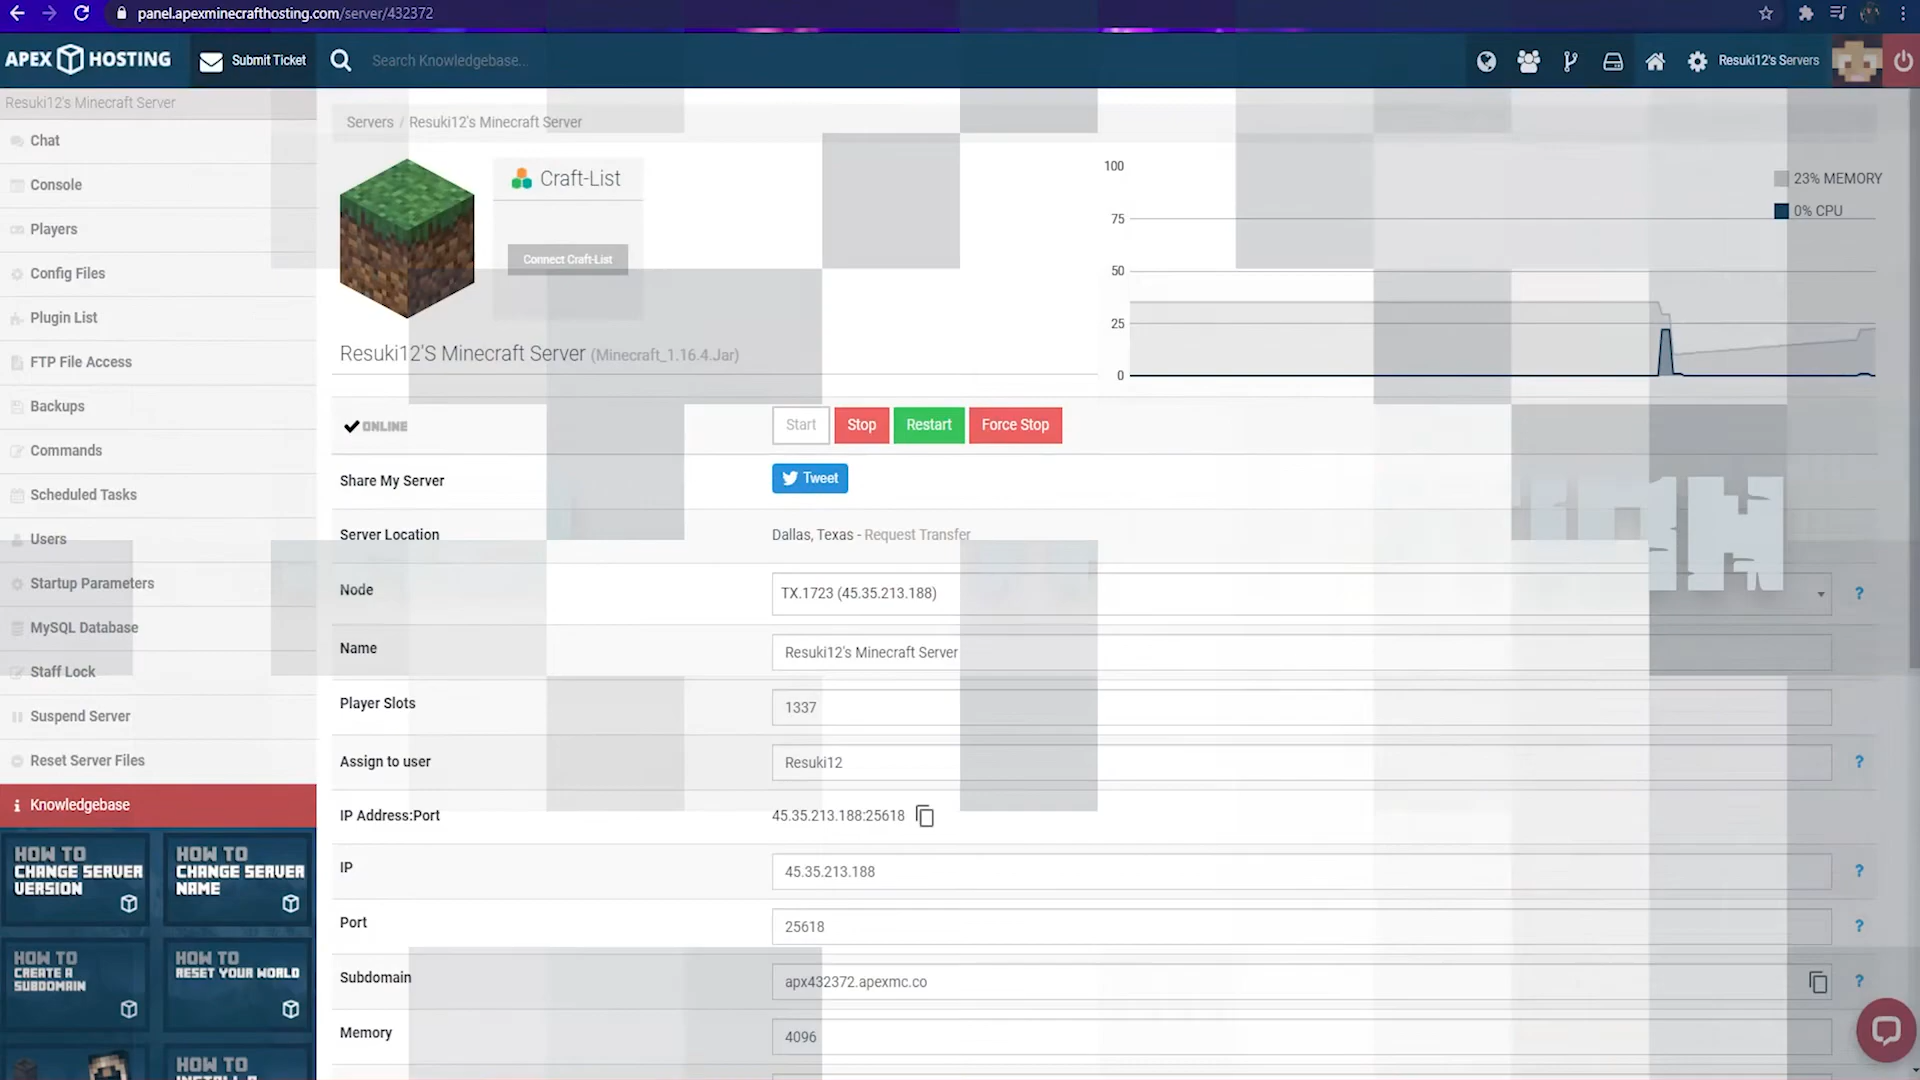 panel.apexminecrafthosting.com/server/432372
APEX HOSTING
Submit Ticket
Search Knowledgebase...
Resuki12's Servers
Resuki12's Minecraft Server
Chat
Console
Players
Config Files
Plugin List
FTP File Access
Backups
Commands
Scheduled Tasks
Users
Startup Parameters
MySQL Database
Staff Lock
Suspend Server
Reset Server Files
Knowledgebase
HOW TO
CHANGE SERVER
VERSION
HOW TO
CHANGE SERVER
NAME
HOW TO
CREATE A
SUBDOMAIN
HOW TO
RESET YOUR WORLD
HOW TO
Servers / Resuki12's Minecraft Server
Craft-List
Connect Craft-List
100
75
50
25
0
23% MEMORY
0% CPU
Resuki12'S Minecraft Server (Minecraft_1.16.4.Jar)
ONLINE
Start
Stop
Restart
Force Stop
Share My Server
Tweet
Server Location
Dallas, Texas - Request Transfer
Node
TX.1723 (45.35.213.188)
?
Name
Resuki12's Minecraft Server
Player Slots
1337
Assign to user
Resuki12
?
IP Address:Port
45.35.213.188:25618
IP
45.35.213.188
?
Port
25618
?
Subdomain
apx432372.apexmc.co
?
Memory
4096